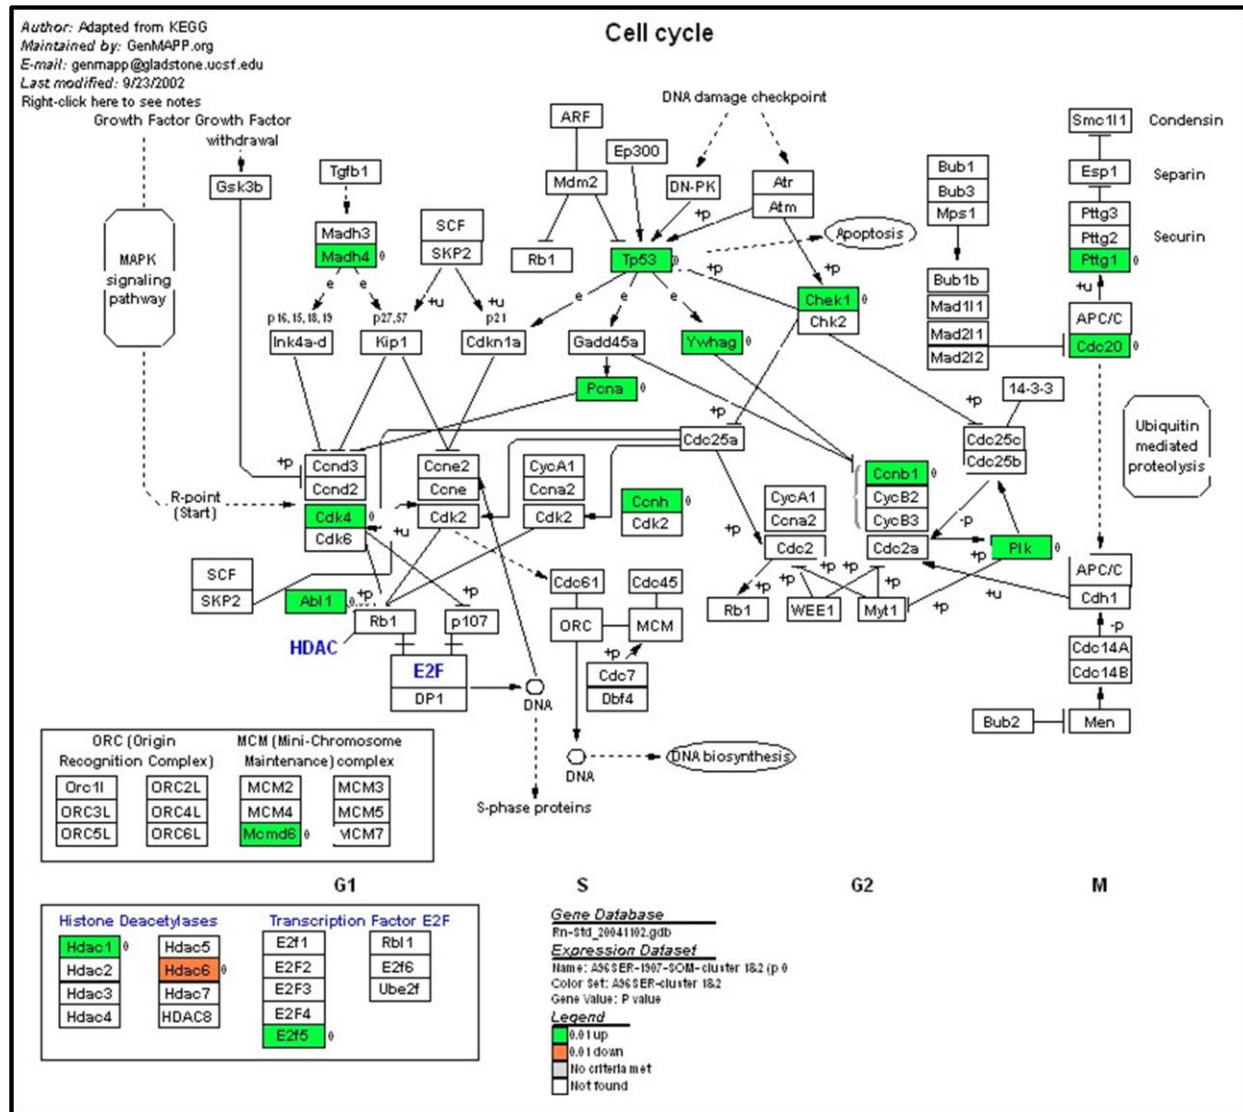 Author: Adapted from KEGG
Maintained by: GenMAPP.org
E-mail: genmapp@gladstone.ucsf.edu
Last modified: 9/23/2002
Right-click here to see notes
Cell cycle
Growth Factor
Growth Factor withdrawal
DNA damage checkpoint
ARF
Ep300
Tgfb1
Gsk3b
Mdm2
DN-PK
Atr
Atm
+p
Bub1
Bub3
Mps1
Smc1l1
Condensin
Esp1
Separin
Pttg3
Pttg2
Securin
Pttg1
θ
MAPK
signaling
pathway
Madh3
Madh4
θ
SCF
SKP2
Rb1
Tp53
θ
Apoptosis
+p
+p
Chek1
θ
Chk2
Bub1b
Mad1l1
Mad2l1
Mad2l2
+u
APC/C
Cdc20
θ
e
e
+u
+u
e
e
e
p16,15,18,19
p27,57
p21
Ink4a-d
Kip1
Cdkn1a
Gadd45a
Ywhag
θ
Pcna
θ
14-3-3
+p
+p
Cdc25a
Cdc25c
Cdc25b
Ubiquitin
mediated
proteolysis
+p
Ccnd3
Ccnd2
Ccne2
Ccne
CycA1
Ccna2
Ccnh
θ
Cdk2
CycA1
Ccna2
Ccnb1
θ
CycB2
CycB3
R-point
(Start)
Cdk4
θ
Cdk6
Cdk2
Cdk2
+u
+p
Cdc2
Cdc2a
-p
+p
Plk
θ
SCF
SKP2
Abl1
θ
+p
+p
Rb1
p107
Cdc61
Cdc45
ORC
MCM
+p
+p
+p
+p
+p
Rb1
WEE1
Myt1
+p
+u
APC/C
Cdh1
-p
Cdc14A
Cdc14B
HDAC
E2F
DP1
DNA
+p
Cdc7
Dbf4
Bub2
Men
DNA
DNA biosynthesis
S-phase proteins
ORC (Origin
Recognition Complex)
MCM (Mini-Chromosome
Maintenance) complex
Orc1l
ORC2L
MCM2
MCM3
ORC3L
ORC4L
MCM4
MCM5
ORC5L
ORC6L
Mcmd6
θ
MCM7
G1
S
G2
M
Histone Deacetylases
Hdac1
θ
Hdac5
Hdac2
Hdac6
θ
Hdac3
Hdac7
Hdac4
HDAC8
Transcription Factor E2F
E2f1
Rbl1
E2F2
E2f6
E2F3
Ube2f
E2F4
E2f5
θ
Gene Database
Rn-Std_20041102.gdb
Expression Dataset
Name: A96SER-1907-SOM-cluster 1&2 (p 0
Color Set: A96SER-cluster 1&2
Gene Value: P value
Legend
0.01 up
0.01 down
No criteria met
Not found